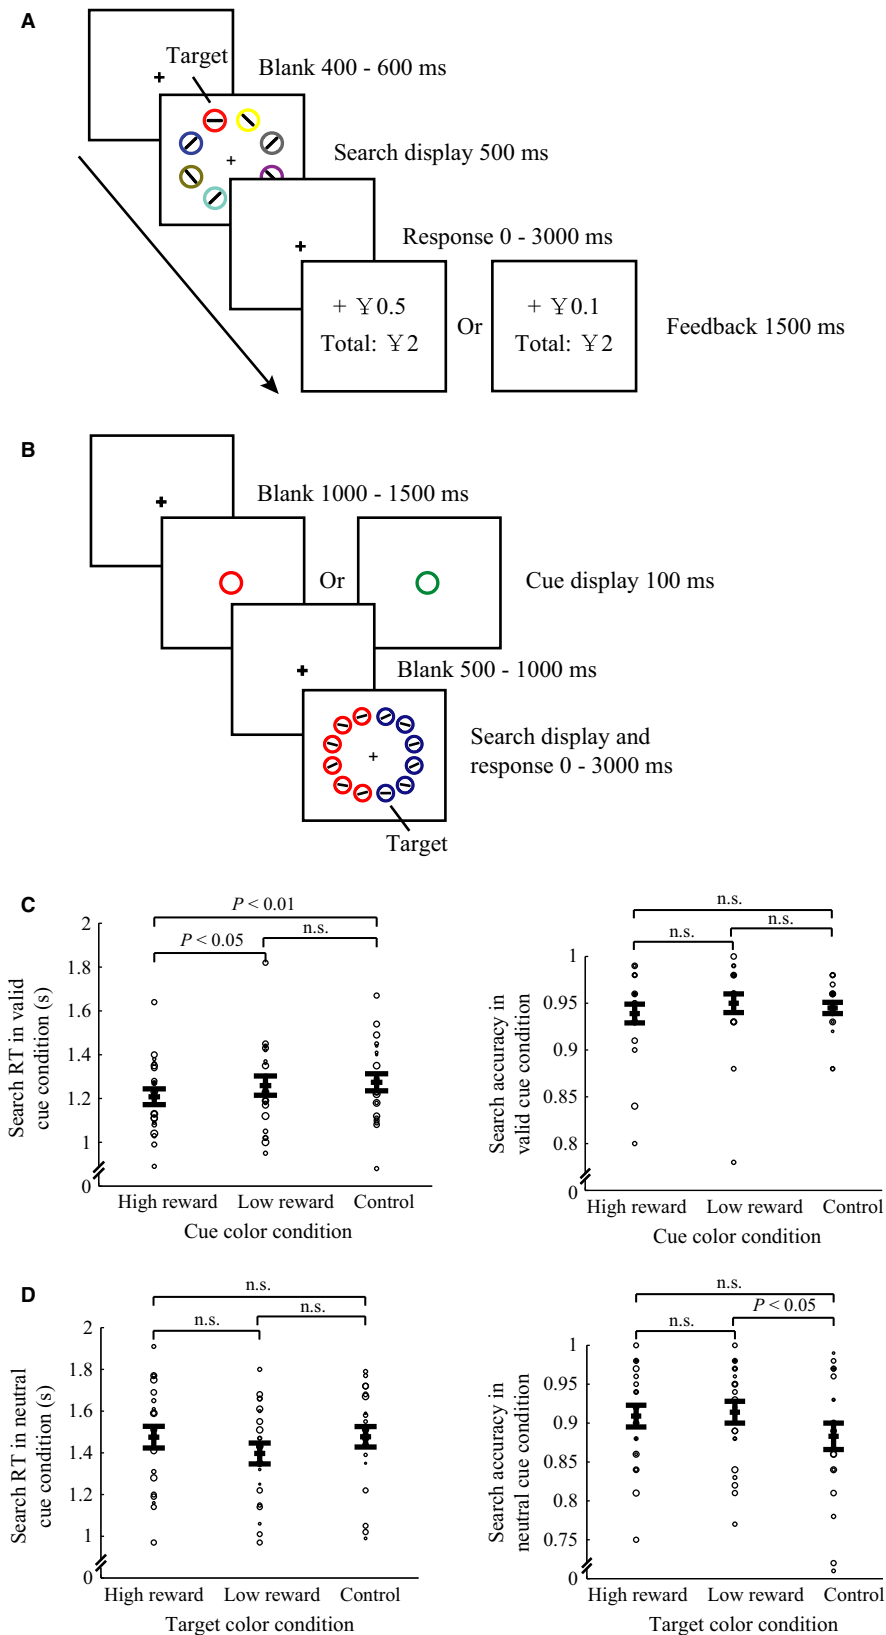 A
Target
Blank 400 - 600 ms
Search display 500 ms
Response 0 - 3000 ms
+ ¥0.5
Total: ¥2
Or
+ ¥0.1
Total: ¥2
Feedback 1500 ms
B
Blank 1000 - 1500 ms
Or
Cue display 100 ms
Blank 500 - 1000 ms
Search display and
response 0 - 3000 ms
Target
C
Search RT in valid
cue condition (s)
2
1.8
1.6
1.4
1.2
1
0
P < 0.01
P < 0.05
n.s.
High reward
Low reward
Control
Cue color condition
Search accuracy in
valid cue condition
1
0.95
0.9
0.85
0.8
0
n.s.
n.s.
n.s.
High reward
Low reward
Control
Cue color condition
D
Search RT in neutral
cue condition (s)
2
1.8
1.6
1.4
1.2
1
0
n.s.
n.s.
n.s.
High reward
Low reward
Control
Target color condition
Search accuracy in
neutral cue condition
1
0.95
0.9
0.85
0.8
0.75
0
n.s.
n.s.
P < 0.05
High reward
Low reward
Control
Target color condition